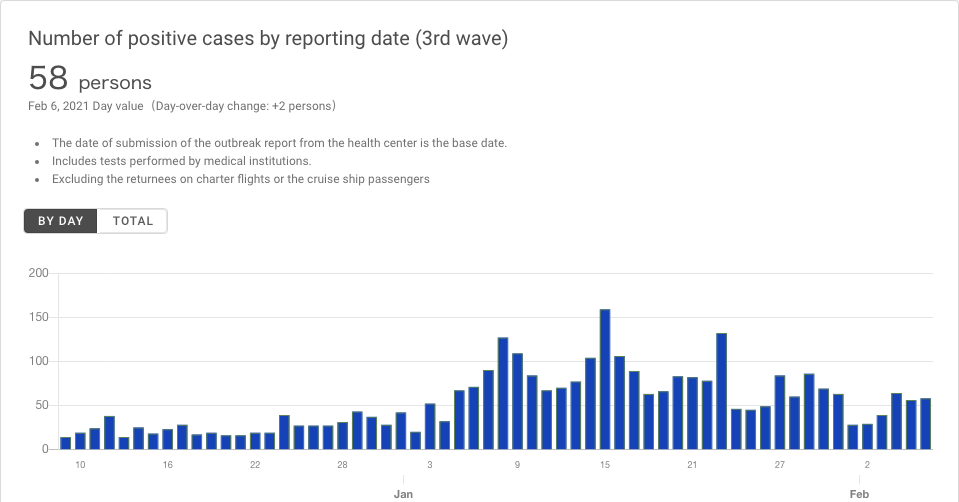 Number of positive cases by reporting date (3rd wave)
58 persons
Feb 6, 2021 Day value（Day-over-day change: +2 persons）
• The date of submission of the outbreak report from the health center is the base date.
• Includes tests performed by medical institutions.
• Excluding the returnees on charter flights or the cruise ship passengers
BY DAY TOTAL
200
150
100
50
0
10 16 22 28 3 9 15 21 27 2
Jan Feb